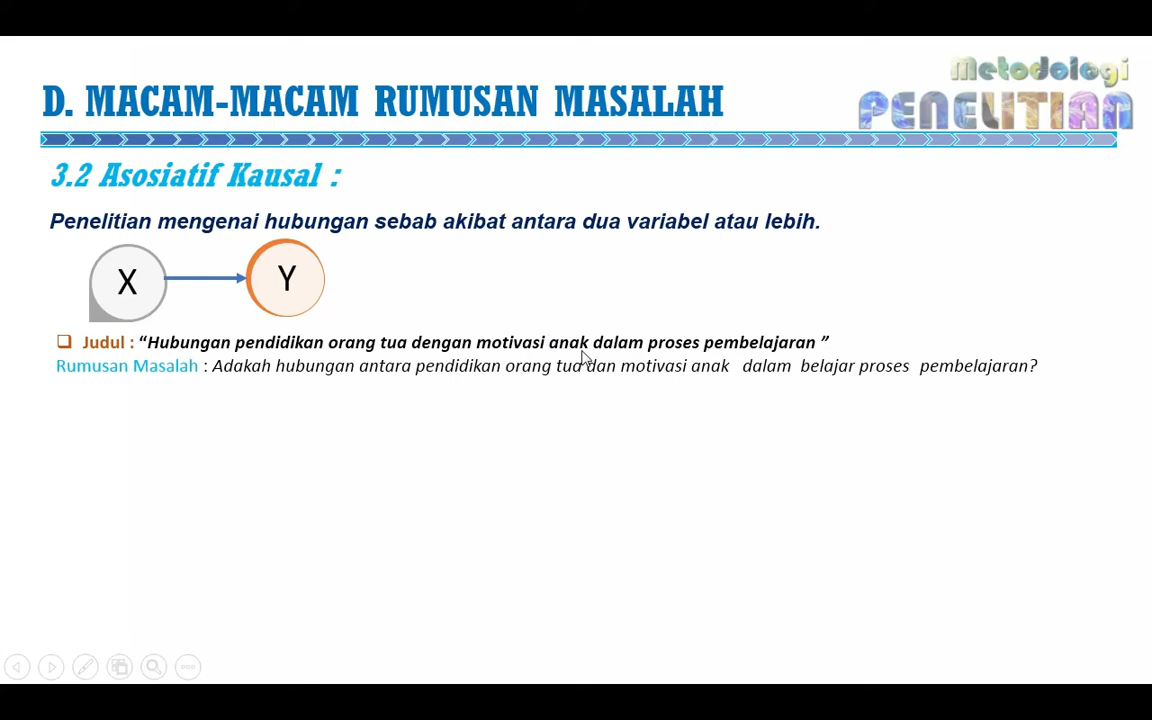 Metodologi
PENELITIAN
D. MACAM-MACAM RUMUSAN MASALAH
3.2 Asosiatif Kausal :
Penelitian mengenai hubungan sebab akibat antara dua variabel atau lebih.
X Y
Judul : “Hubungan pendidikan orang tua dengan motivasi anak dalam proses pembelajaran ”
Rumusan Masalah : Adakah hubungan antara pendidikan orang tua dan motivasi anak dalam belajar proses pembelajaran?